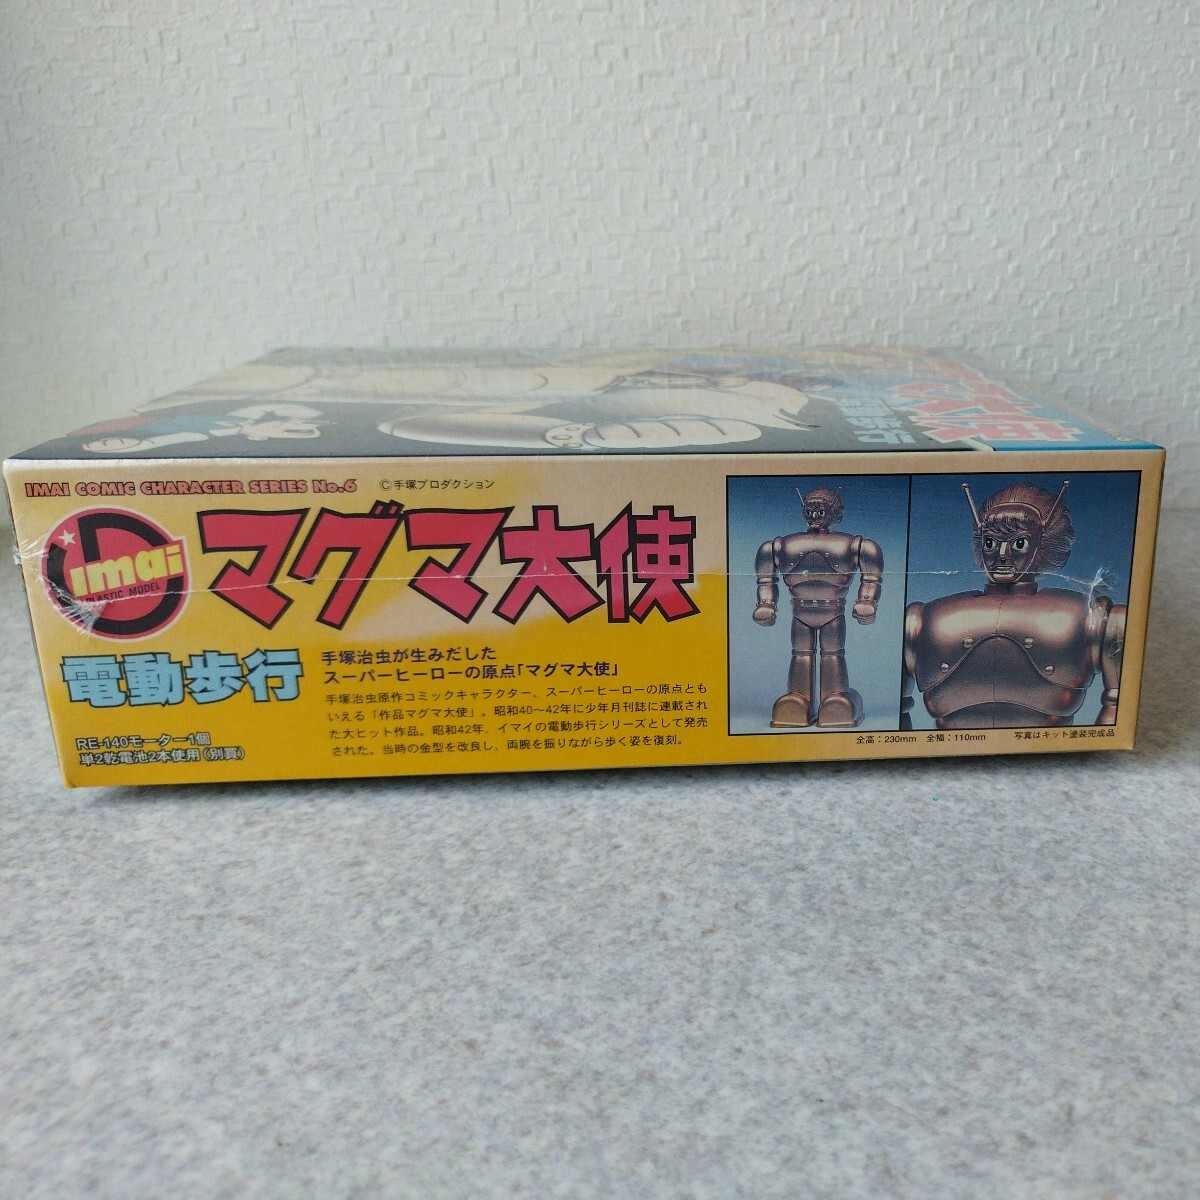 マグマ大使
電動歩行
IMAI COMIC CHARACTER SERIES No.6
©手塚プロダクション
imai
PLASTIC MODEL
マグマ大使
電動歩行
RE-140モーター1個
単2乾電池2本使用(別買)
手塚治虫が生みだした
スーパーヒーローの原点「マグマ大使」
手塚治虫原作コミックキャラクター、スーパーヒーローの原点とも
いえる「作品マグマ大使」。昭和40〜42年に少年月刊誌に連載され
た大ヒット作品。昭和42年、イマイの電動歩行シリーズとして発売
された。当時の金型を改良し、両腕を振りながら歩く姿を復刻。
全高：230mm 全幅：110mm
写真はキット塗装完成品